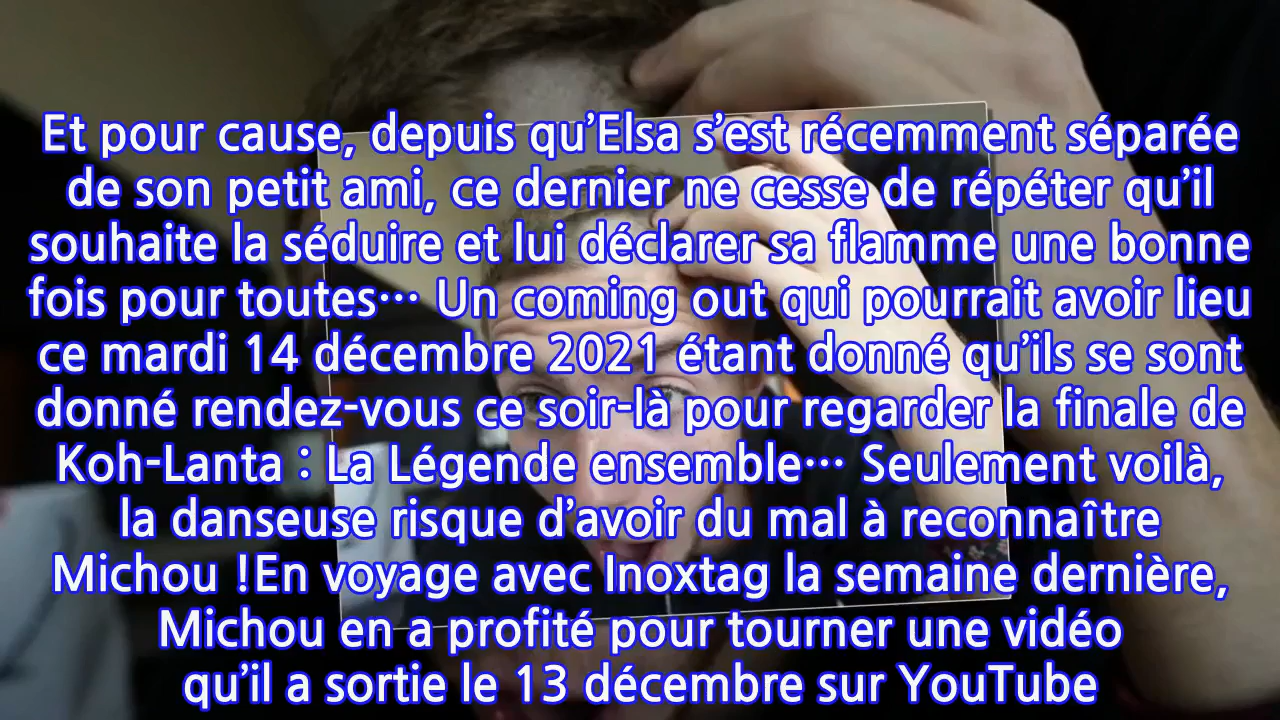 Et pour cause, depuis qu’Elsa s’est récemment séparée
de son petit ami, ce dernier ne cesse de répéter qu’il
souhaite la séduire et lui déclarer sa flamme une bonne
fois pour toutes… Un coming out qui pourrait avoir lieu
ce mardi 14 décembre 2021 étant donné qu’ils se sont
donné rendez-vous ce soir-là pour regarder la finale de
Koh-Lanta : La Légende ensemble… Seulement voilà,
la danseuse risque d’avoir du mal à reconnaître
Michou !En voyage avec Inoxtag la semaine dernière,
Michou en a profité pour tourner une vidéo
qu’il a sortie le 13 décembre sur YouTube